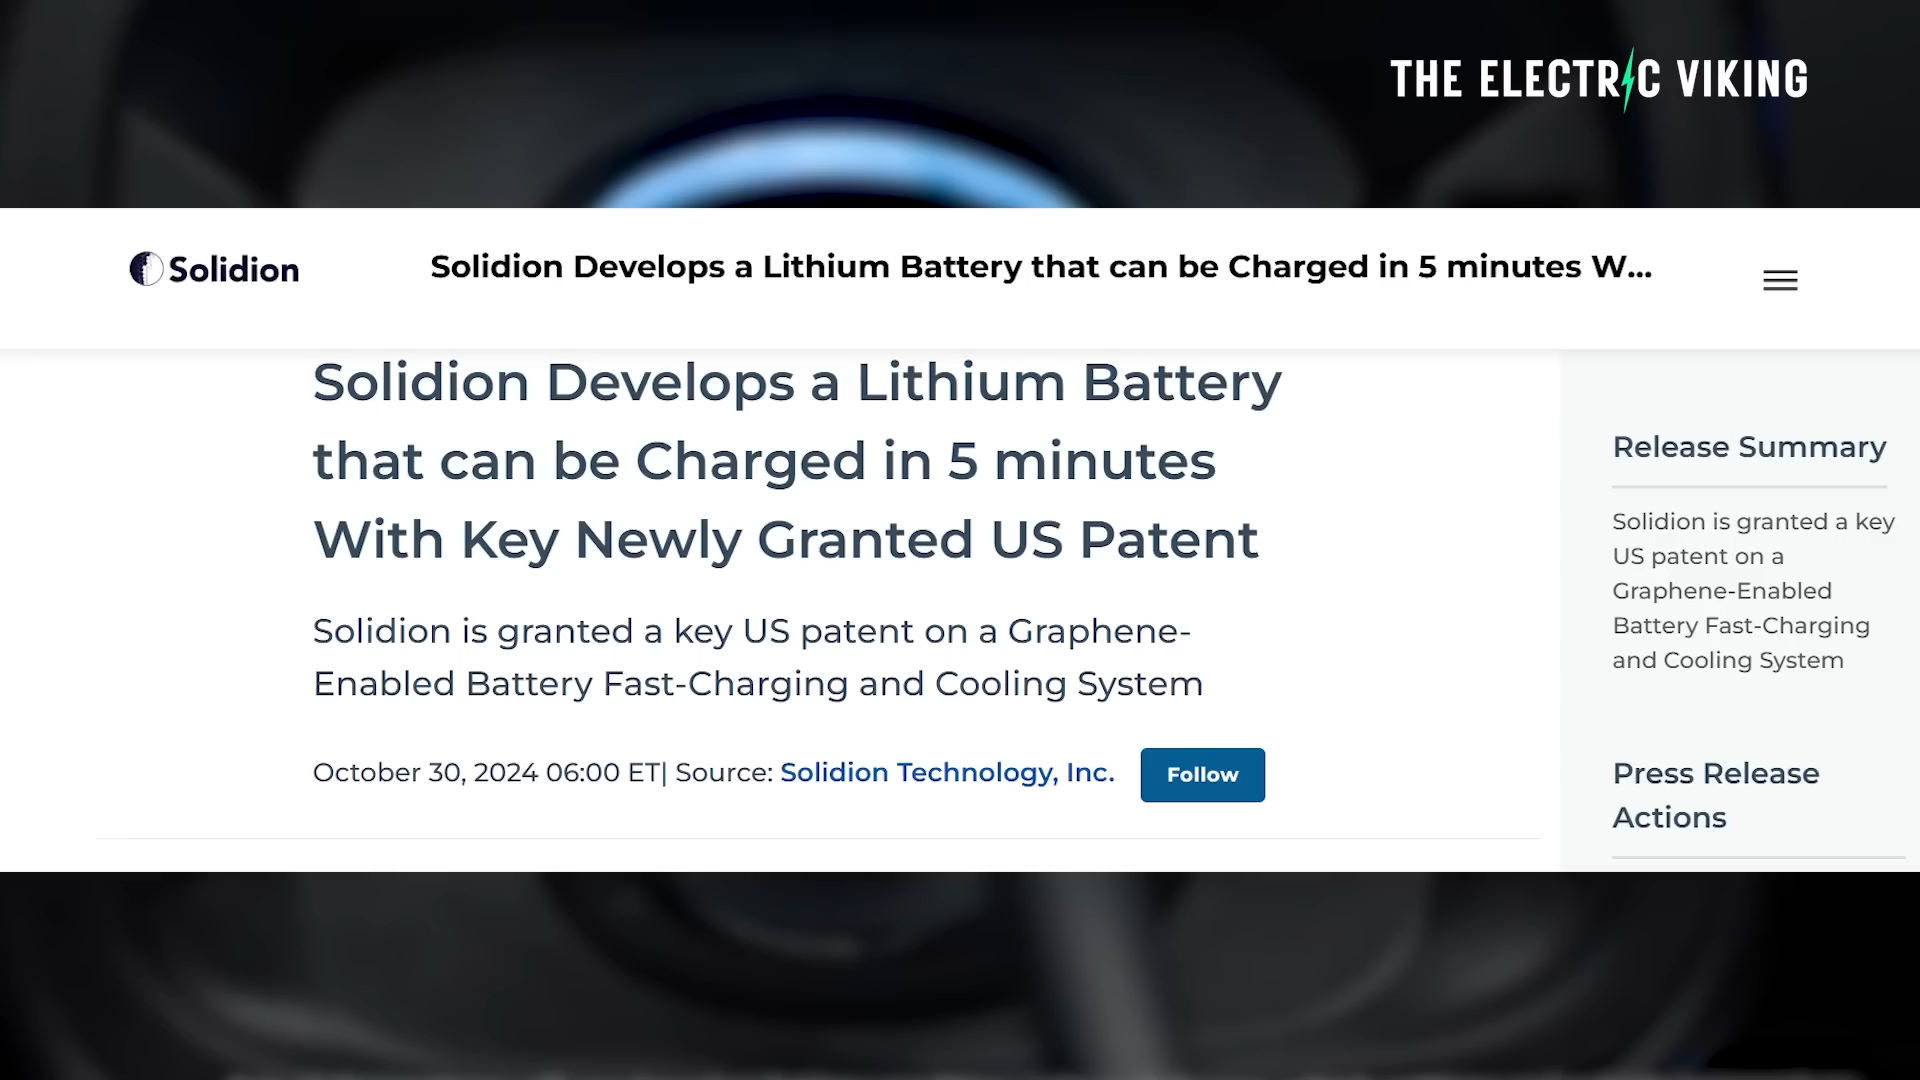 THE ELECTRIC VIKING
Solidion
Solidion Develops a Lithium Battery that can be Charged in 5 minutes W...
Solidion Develops a Lithium Battery
that can be Charged in 5 minutes
With Key Newly Granted US Patent
Solidion is granted a key US patent on a Graphene-
Enabled Battery Fast-Charging and Cooling System
October 30, 2024 06:00 ET| Source: Solidion Technology, Inc.
Follow
Release Summary
Solidion is granted a key
US patent on a
Graphene-Enabled
Battery Fast-Charging
and Cooling System
Press Release
Actions